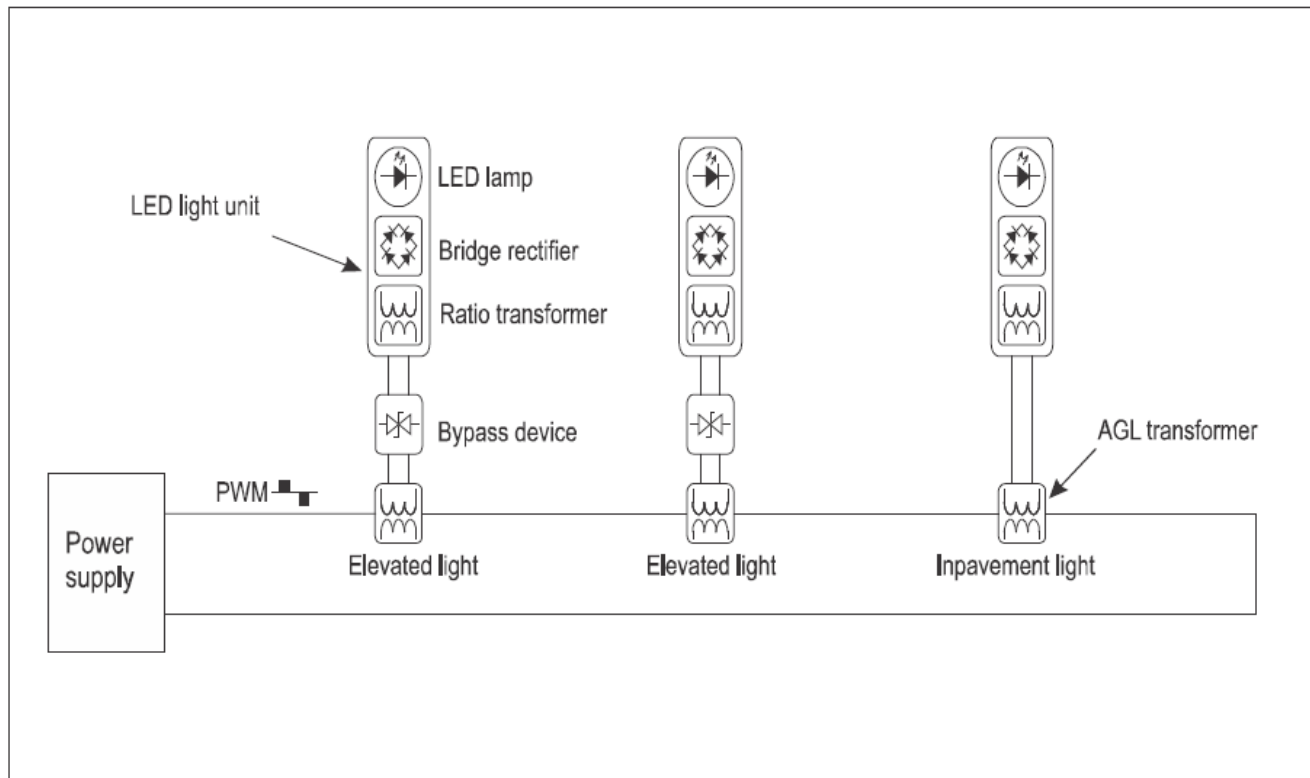 LED lamp
LED light unit
Bridge rectifier
Ratio transformer
Bypass device
AGL transformer
PWM
Power
supply
Elevated light
Elevated light
Inpavement light